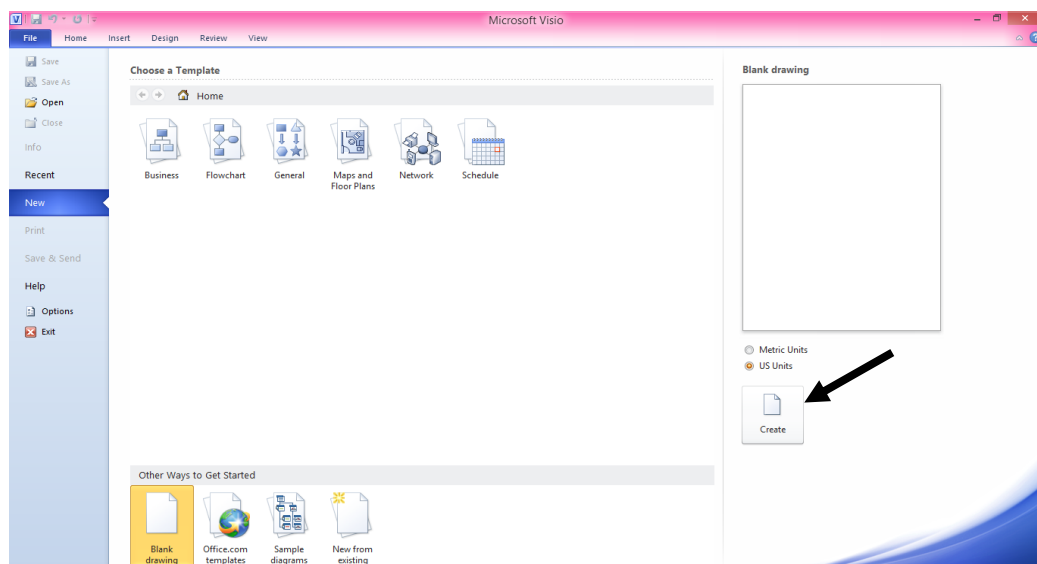 Microsoft Visio
File Home Insert Design Review View
Save
Save As
Open
Close
Info
Recent
New
Print
Save & Send
Help
Options
Exit
Choose a Template
Home
Business
Flowchart
General
Maps and
Floor Plans
Network
Schedule
Other Ways to Get Started
Blank
drawing
Office.com
templates
Sample
diagrams
New from
existing
Blank drawing
Metric Units
US Units
Create